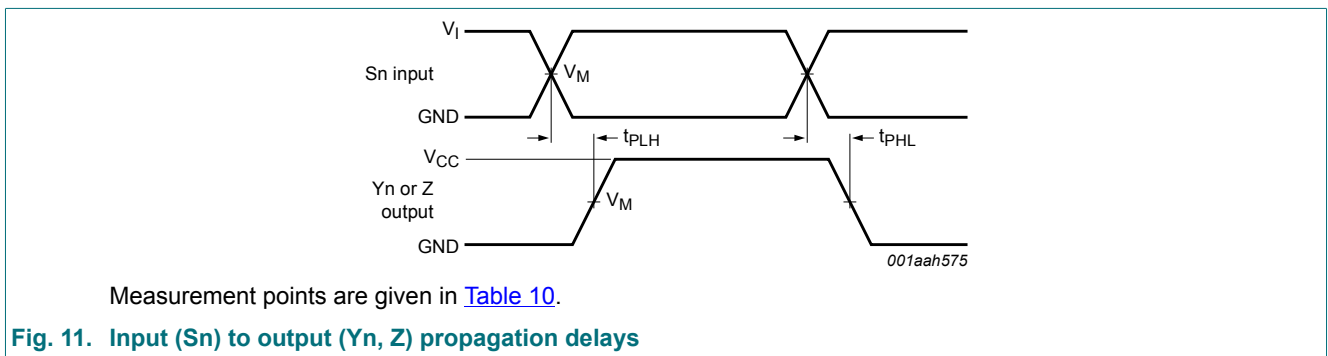 VI
Sn input
VM
GND
tPLH
tPHL
VCC
Yn or Z
output
VM
GND
001aah575
Measurement points are given in Table 10.
Fig. 11. Input (Sn) to output (Yn, Z) propagation delays